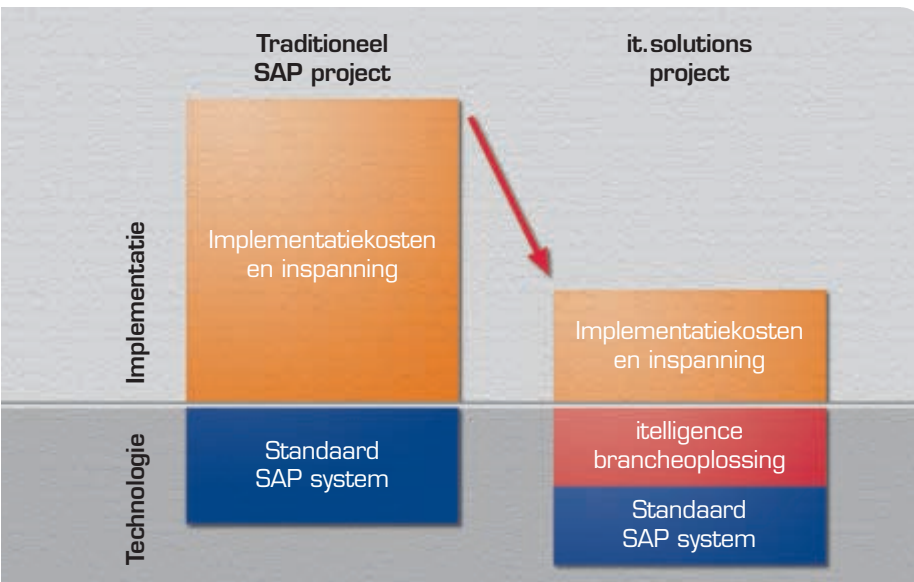 Traditioneel
SAP project
it.solutions
project
Implementatie
Implementatiekosten
en inspanning
Implementatiekosten
en inspanning
Technologie
Standaard
SAP system
itelligence
brancheoplossing
Standaard
SAP system